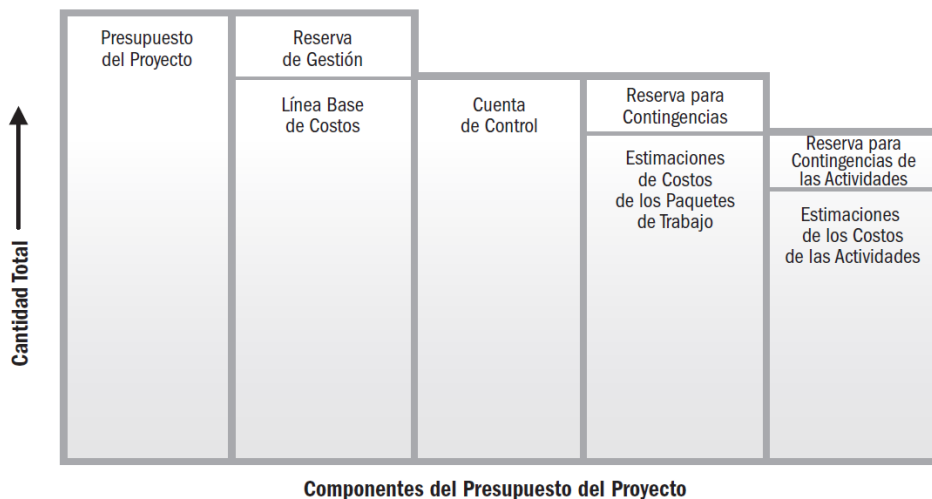 Presupuesto
del Proyecto
Reserva
de Gestión
Línea Base
de Costos
Cuenta
de Control
Reserva para
Contingencias
Estimaciones
de Costos
de los Paquetes
de Trabajo
Reserva para
Contingencias de
las Actividades
Estimaciones
de los Costos
de las Actividades
Cantidad Total
Componentes del Presupuesto del Proyecto